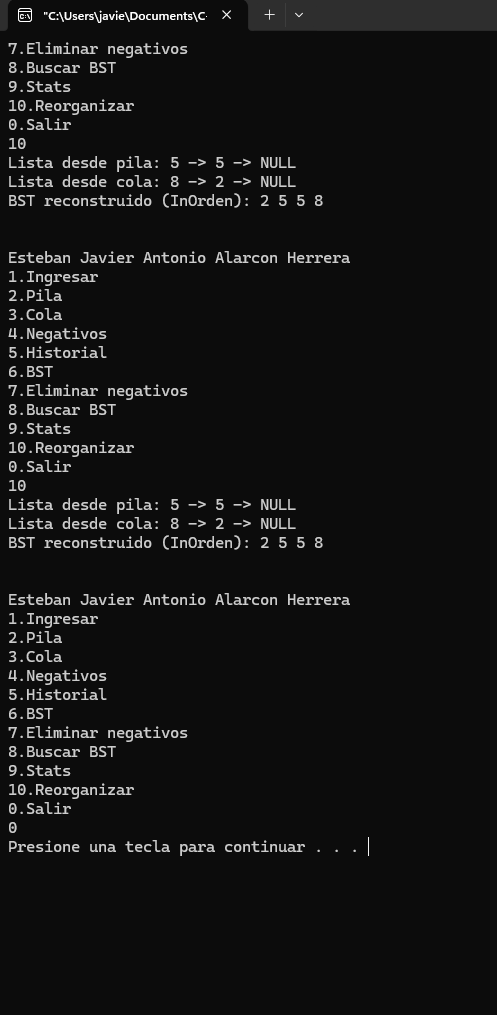 "C:\Users\javie\Documents\C-
7.Eliminar negativos
8.Buscar BST
9.Stats
10.Reorganizar
0.Salir
10
Lista desde pila: 5 -> 5 -> NULL
Lista desde cola: 8 -> 2 -> NULL
BST reconstruido (InOrden): 2 5 5 8
Esteban Javier Antonio Alarcon Herrera
1.Ingresar
2.Pila
3.Cola
4.Negativos
5.Historial
6.BST
7.Eliminar negativos
8.Buscar BST
9.Stats
10.Reorganizar
0.Salir
10
Lista desde pila: 5 -> 5 -> NULL
Lista desde cola: 8 -> 2 -> NULL
BST reconstruido (InOrden): 2 5 5 8
Esteban Javier Antonio Alarcon Herrera
1.Ingresar
2.Pila
3.Cola
4.Negativos
5.Historial
6.BST
7.Eliminar negativos
8.Buscar BST
9.Stats
10.Reorganizar
0.Salir
0
Presione una tecla para continuar . . .